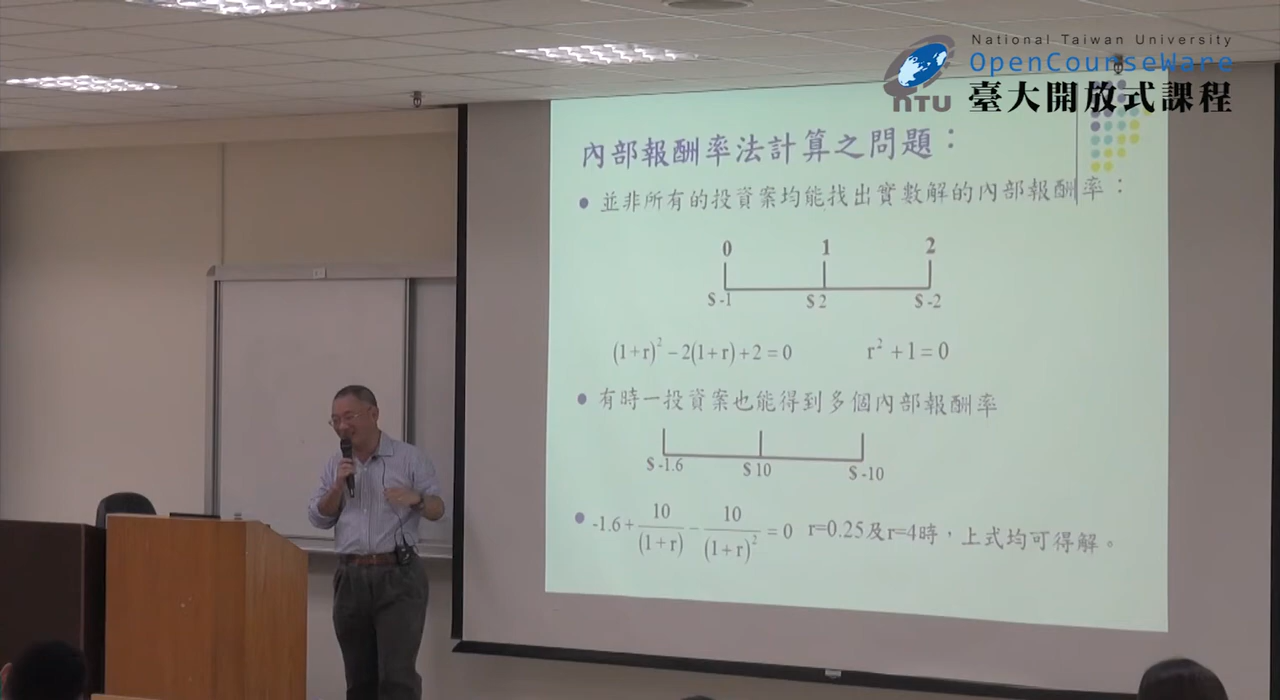 National Taiwan University
OpenCourseWare
NTU 臺大開放式課程
內部報酬率法計算之問題：
並非所有的投資案均能找出實數解的內部報酬率：
0 1 2
$ -1 $ 2 $ -2
(1+r)² − 2(1+r) + 2 = 0 r² + 1 = 0
有時一投資案也能得到多個內部報酬率
$ -1.6 $ 10 $ -10
-1.6 + 10/(1+r) − 10/(1+r)² = 0 r=0.25及r=4時，上式均可得解。